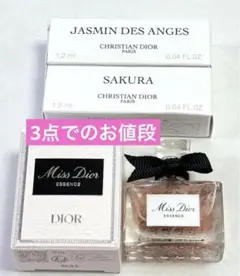 JASMIN DES ANGES
CHRISTIAN DIOR
PARIS
1.2 ml
0.04 FL.OZ
SAKURA
CHRISTIAN DIOR
PARIS
1.2 ml
0.04 FL.OZ
3点でのお値段
Miss Dior
ESSENCE
DIOR
Miss Dior
ESSENCE